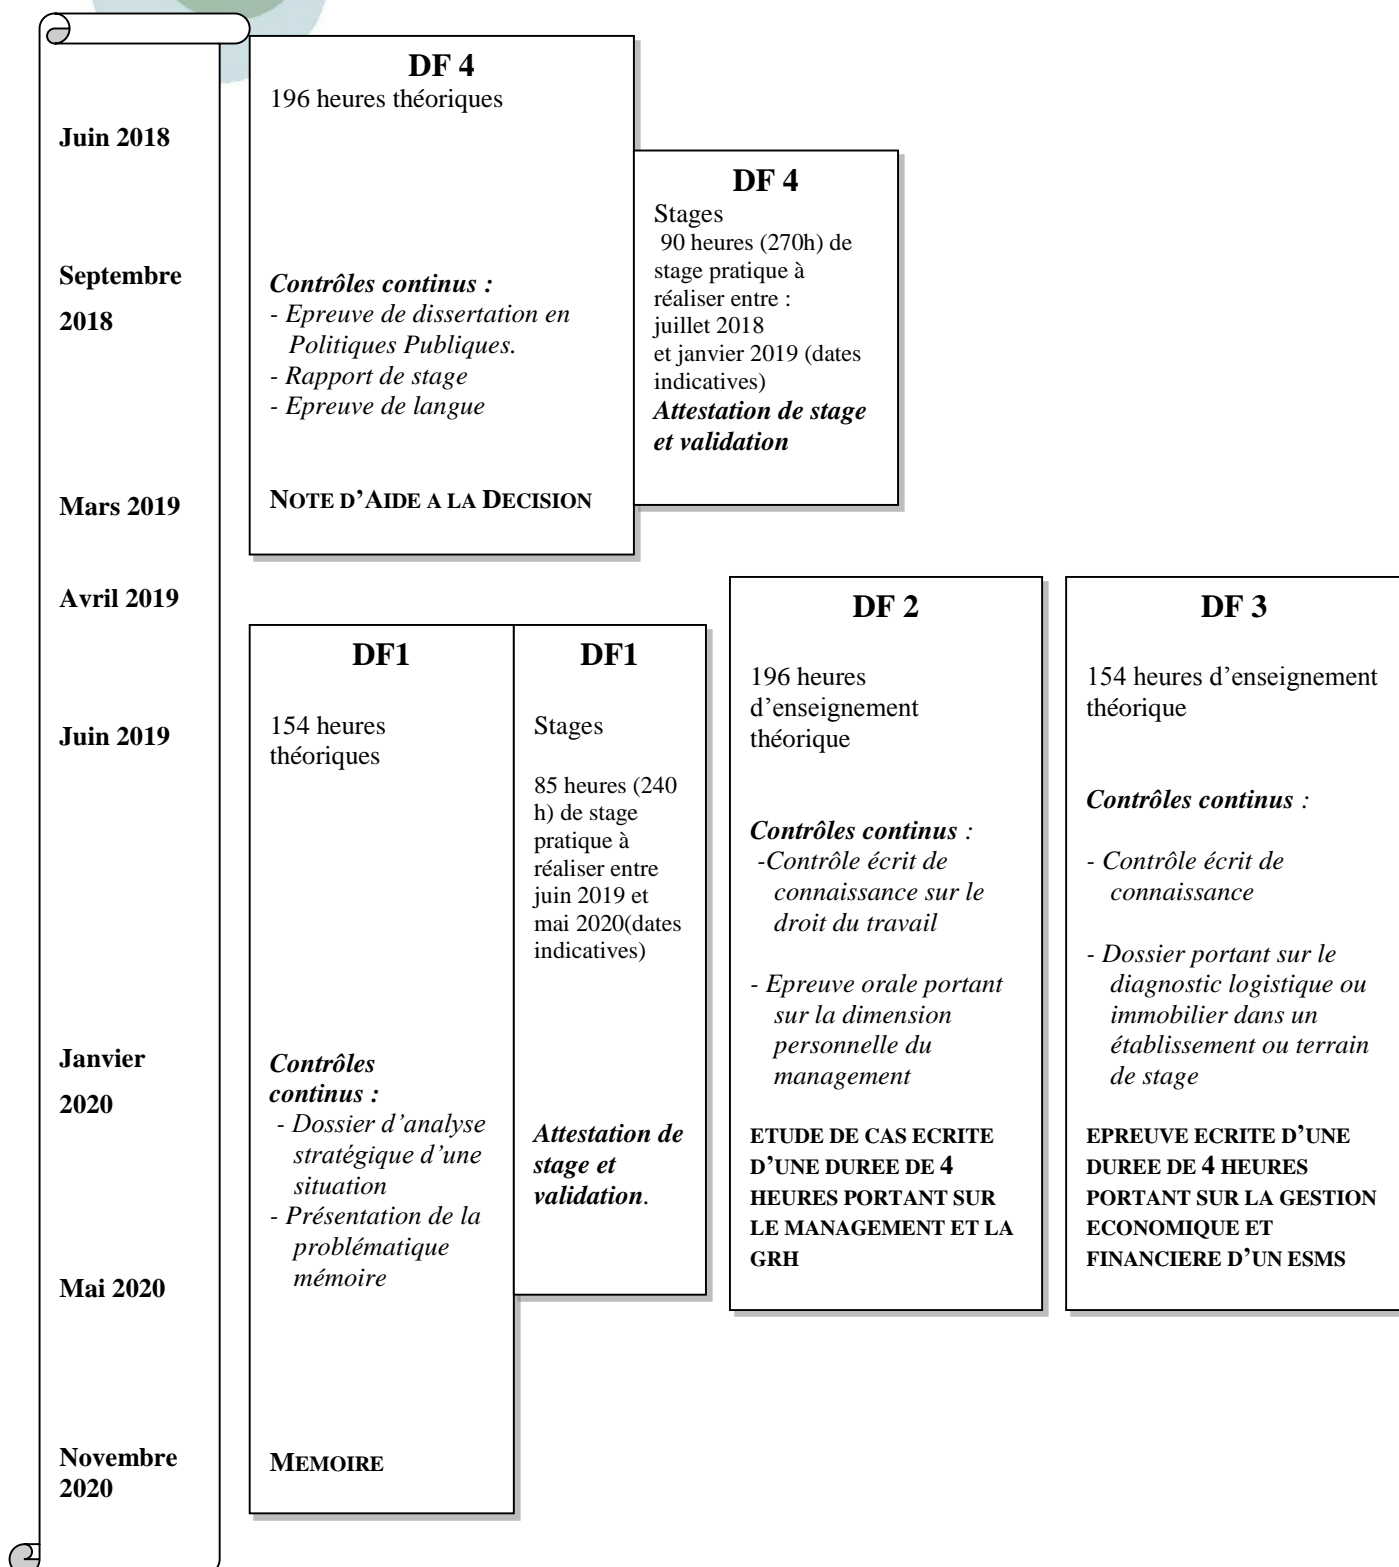 Juin 2018
Septembre
2018
Mars 2019
Avril 2019
Juin 2019
Janvier
2020
Mai 2020
Novembre
2020
DF 4
196 heures théoriques
Contrôles continus :
- Epreuve de dissertation en
Politiques Publiques.
- Rapport de stage
- Epreuve de langue
NOTE D’AIDE A LA DECISION
DF 4
Stages
90 heures (270h) de
stage pratique à
réaliser entre :
juillet 2018
et janvier 2019 (dates
indicatives)
Attestation de stage
et validation
DF1
154 heures
théoriques
Contrôles
continus :
- Dossier d’analyse
stratégique d’une
situation
- Présentation de la
problématique
mémoire
MEMOIRE
DF1
Stages
85 heures (240
h) de stage
pratique à
réaliser entre
juin 2019 et
mai 2020(dates
indicatives)
Attestation de
stage et
validation.
DF 2
196 heures
d’enseignement
théorique
Contrôles continus :
-Contrôle écrit de
connaissance sur le
droit du travail
- Epreuve orale portant
sur la dimension
personnelle du
management
ETUDE DE CAS ECRITE
D’UNE DUREE DE 4
HEURES PORTANT SUR
LE MANAGEMENT ET LA
GRH
DF 3
154 heures d’enseignement
théorique
Contrôles continus :
- Contrôle écrit de
connaissance
- Dossier portant sur le
diagnostic logistique ou
immobilier dans un
établissement ou terrain
de stage
EPREUVE ECRITE D’UNE
DUREE DE 4 HEURES
PORTANT SUR LA GESTION
ECONOMIQUE ET
FINANCIERE D’UN ESMS